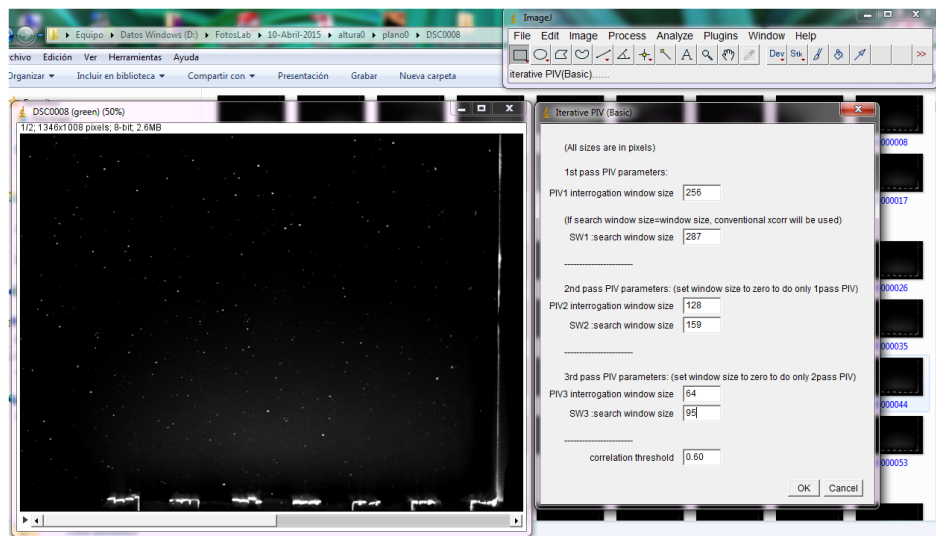 ImageJ
Equipo ▸ Datos Windows (D:) ▸ FotosLab ▸ 10-Abril-2015 ▸ altura0 ▸ plano0 ▸ DSC0008
File Edit Image Process Analyze Plugins Window Help
chivo Edición Ver Herramientas Ayuda
Dev Stk >>
Organizar Incluir en biblioteca Compartir con Presentación Grabar Nueva carpeta
iterative PIV(Basic)......
DSC0008 (green) (50%)
1/2; 1346x1008 pixels; 8-bit; 2.6MB
Iterative PIV (Basic)
(All sizes are in pixels)
1st pass PIV parameters:
PIV1 interrogation window size 256
(If search window size=window size, conventional xcorr will be used)
SW1 :search window size 287
-----------------------
2nd pass PIV parameters: (set window size to zero to do only 1pass PIV)
PIV2 interrogation window size 128
SW2 :search window size 159
-----------------------
3rd pass PIV parameters: (set window size to zero to do only 2pass PIV)
PIV3 interrogation window size 64
SW3 :search window size 95
-----------------------
correlation threshold 0.60
OK Cancel
000008
000017
000026
000035
000044
000053